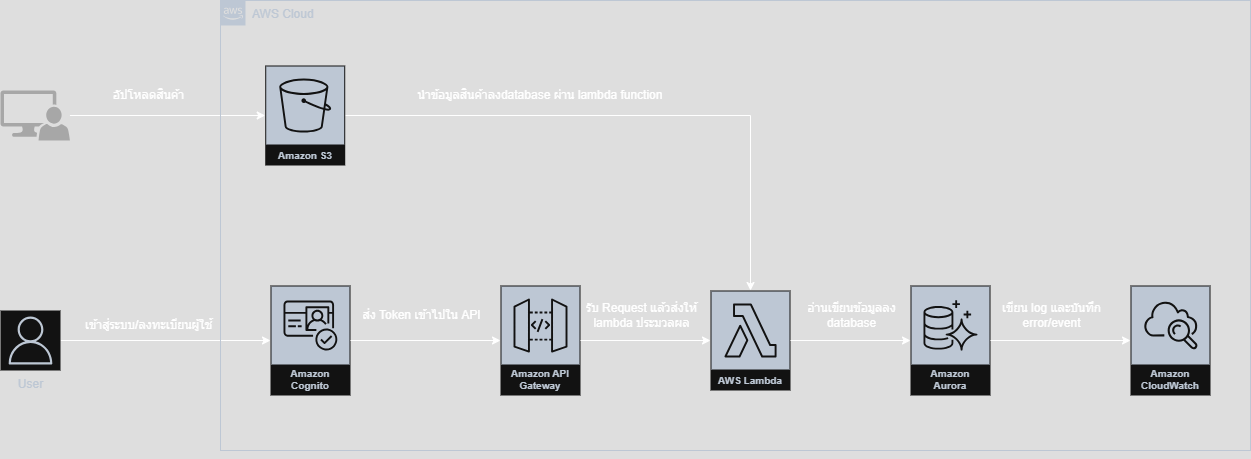 aws
AWS Cloud
อัปโหลดสินค้า
นำข้อมูลสินค้าลงdatabase ผ่าน lambda function
Amazon S3
เข้าสู่ระบบ/ลงทะเบียนผู้ใช้
ส่ง Token เข้าไปใน API
รับ Request แล้วส่งให้
lambda ประมวลผล
อ่านเขียนข้อมูลลง
database
เขียน log และบันทึก
error/event
User
Amazon
Cognito
Amazon API
Gateway
AWS Lambda
Amazon
Aurora
Amazon
CloudWatch